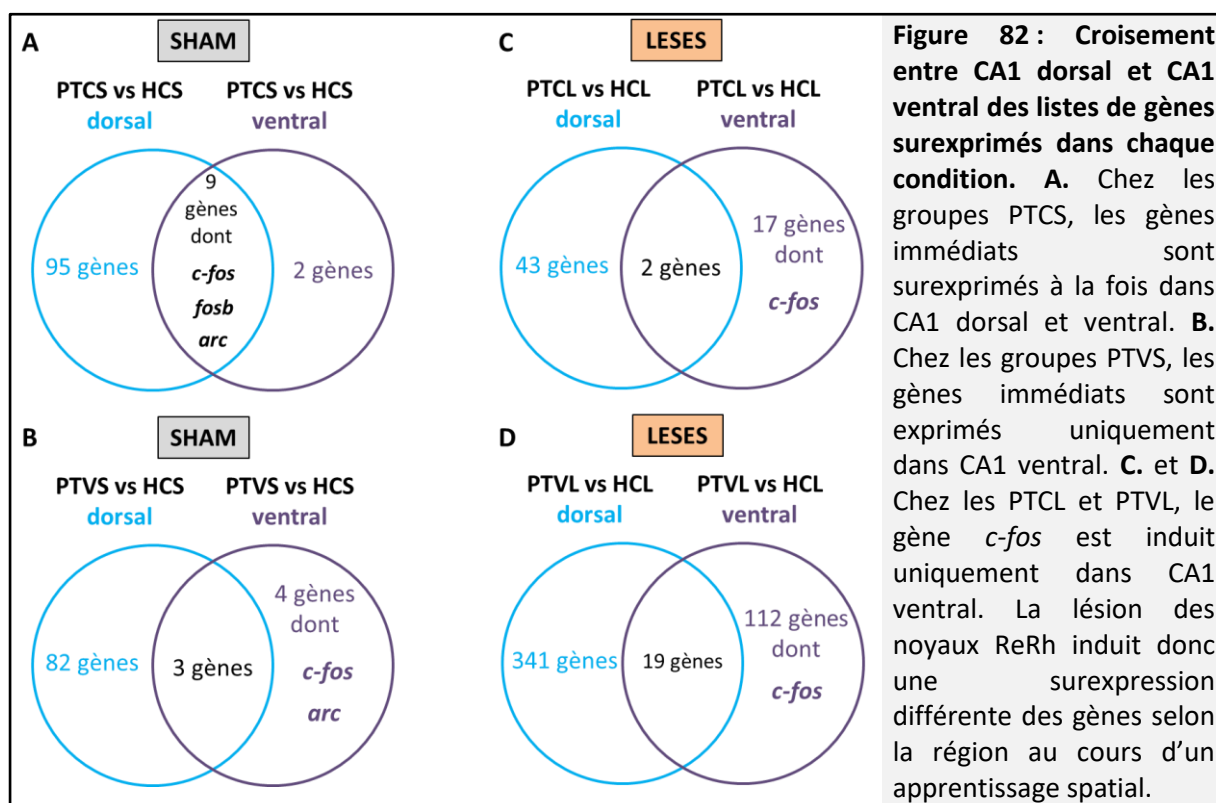 A
SHAM
PTCS vs HCS
dorsal
PTCS vs HCS
ventral
95 gènes
9
gènes
dont
c-fos
fosb
arc
2 gènes
B
SHAM
PTVS vs HCS
dorsal
PTVS vs HCS
ventral
82 gènes
3 gènes
4 gènes
dont
c-fos
arc
C
LESES
PTCL vs HCL
dorsal
PTCL vs HCL
ventral
43 gènes
2 gènes
17 gènes
dont
c-fos
D
LESES
PTVL vs HCL
dorsal
PTVL vs HCL
ventral
341 gènes
19 gènes
112 gènes
dont
c-fos
Figure 82 : Croisement
entre CA1 dorsal et CA1
ventral des listes de gènes
surexprimés dans chaque
condition. A. Chez les
groupes PTCS, les gènes
immédiats sont
surexprimés à la fois dans
CA1 dorsal et ventral. B.
Chez les groupes PTVS, les
gènes immédiats sont
exprimés uniquement
dans CA1 ventral. C. et D.
Chez les PTCL et PTVL, le
gène c-fos est induit
uniquement dans CA1
ventral. La lésion des
noyaux ReRh induit donc
une surexpression
différente des gènes selon
la région au cours d'un
apprentissage spatial.